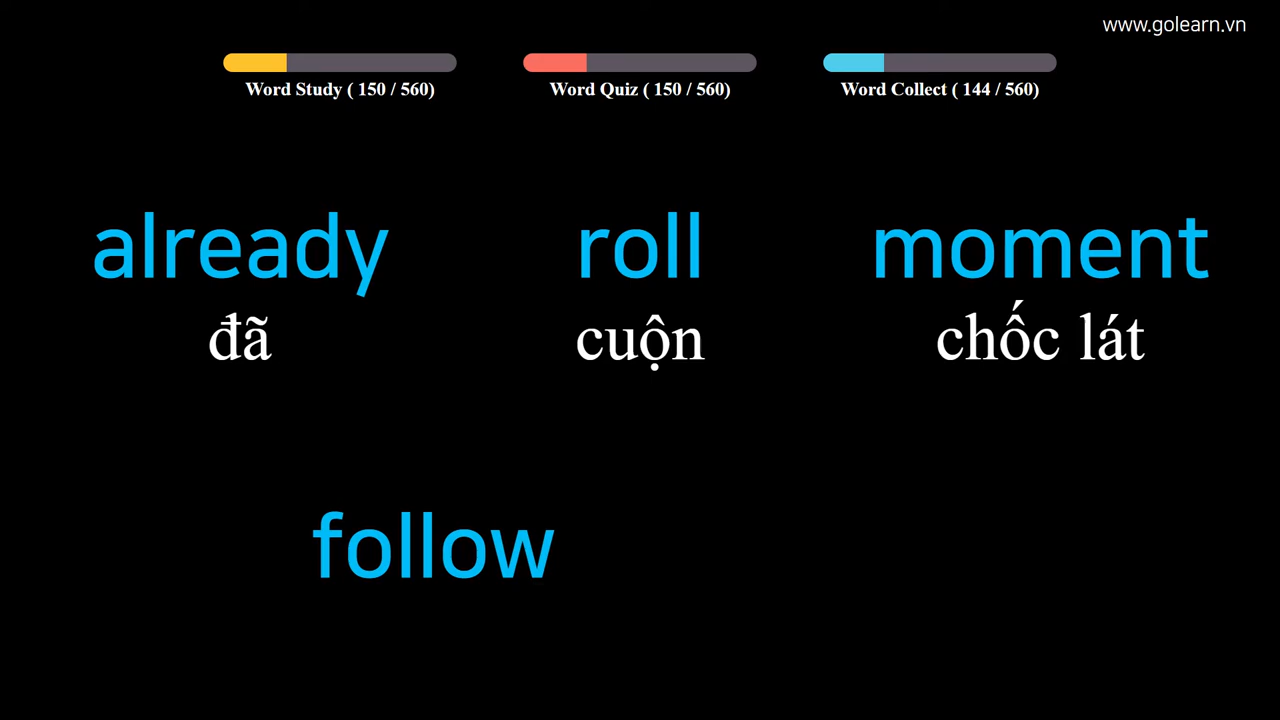 www.golearn.vn
Word Study ( 150 / 560)
Word Quiz ( 150 / 560)
Word Collect ( 144 / 560)
already
roll
moment
đã
cuộn
chốc lát
follow